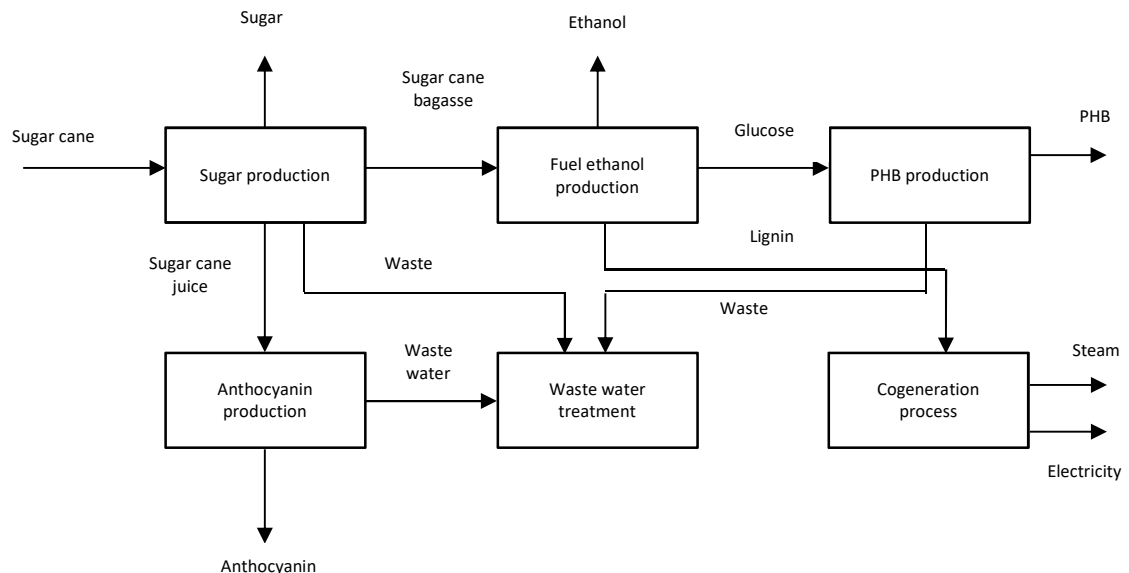 Sugar
Ethanol
Sugar cane
bagasse
Sugar cane
Glucose
PHB
Sugar production
Fuel ethanol
production
PHB production
Sugar cane
juice
Waste
Lignin
Waste
Waste
water
Steam
Anthocyanin
production
Waste water
treatment
Cogeneration
process
Electricity
Anthocyanin